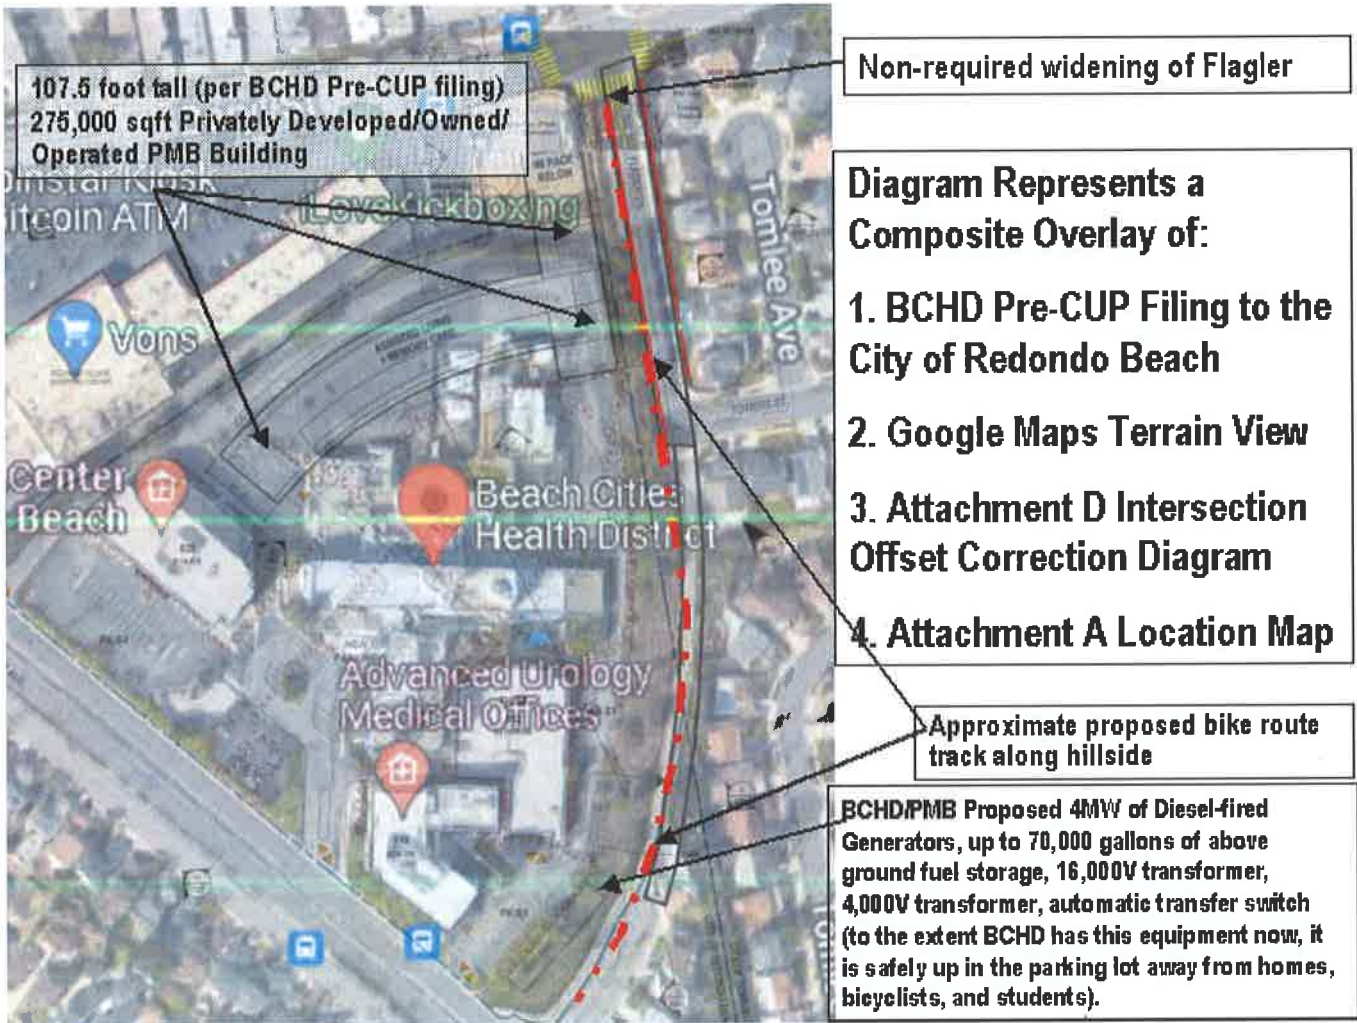 107.5 foot tall (per BCHD Pre-CUP filing)
275,000 sqft Privately Developed/Owned/
Operated PMB Building
Non-required widening of Flagler
Diagram Represents a
Composite Overlay of:
1. BCHD Pre-CUP Filing to the
City of Redondo Beach
2. Google Maps Terrain View
3. Attachment D Intersection
Offset Correction Diagram
4. Attachment A Location Map
Approximate proposed bike route
track along hillside
BCHD/PMB Proposed 4MW of Diesel-fired
Generators, up to 70,000 gallons of above
ground fuel storage, 16,000V transformer,
4,000V transformer, automatic transfer switch
(to the extent BCHD has this equipment now, it
is safely up in the parking lot away from homes,
bicyclists, and students).
oinstar Kiosk
itcoin ATM
iLoveKickboxing
Tomlee Ave
Vons
Center
Beach
Beach Cities
Health District
Advanced Urology
Medical Offices